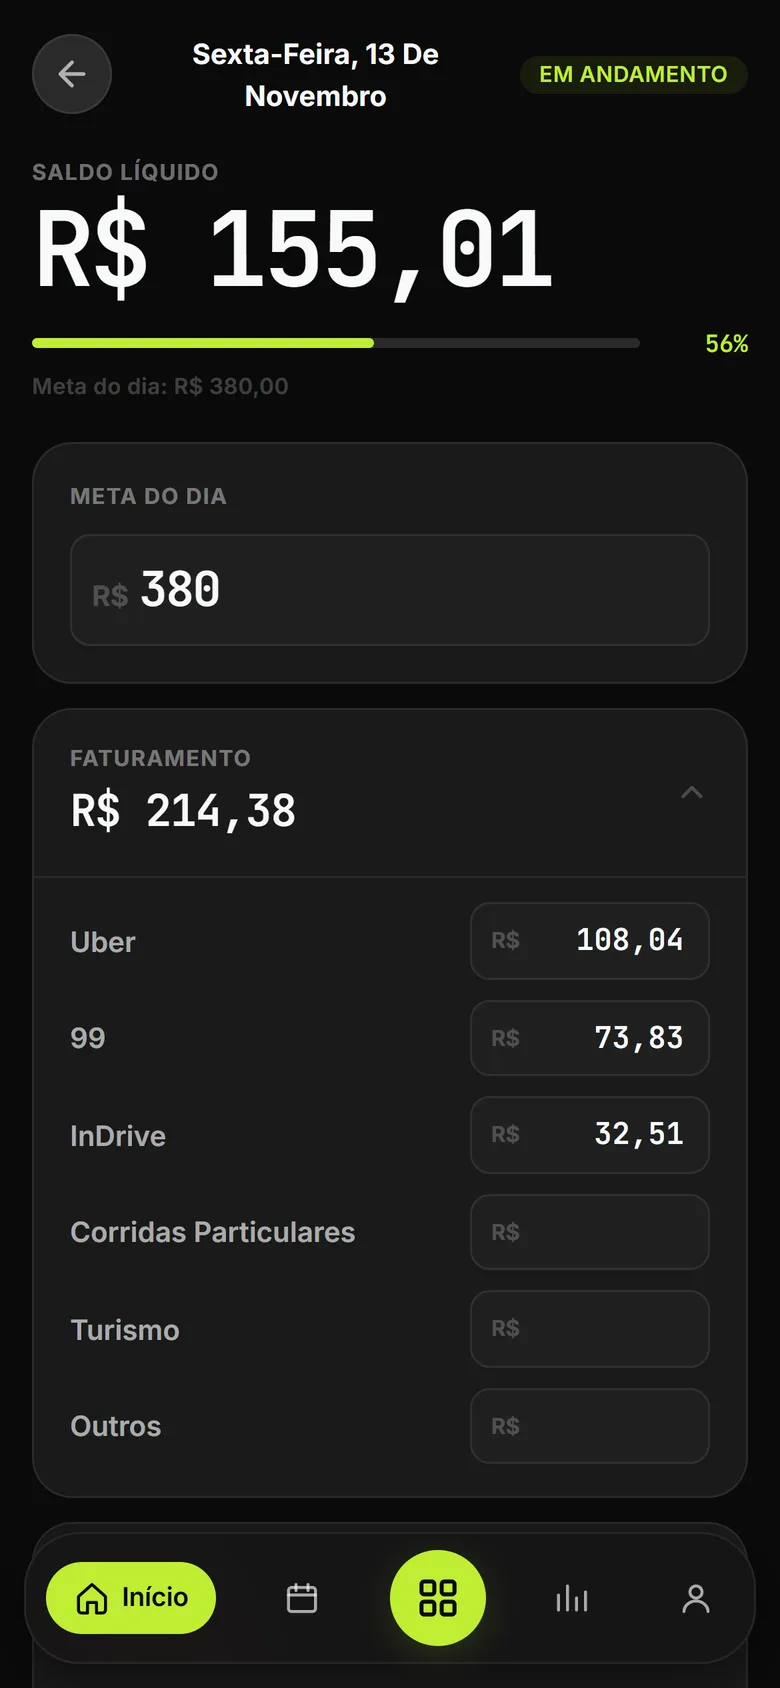 Sexta-Feira, 13 De
Novembro
EM ANDAMENTO
SALDO LÍQUIDO
R$ 155,01
56%
Meta do dia: R$ 380,00
META DO DIA
R$ 380
FATURAMENTO
R$ 214,38
Uber R$ 108,04
99 R$ 73,83
InDrive R$ 32,51
Corridas Particulares R$
Turismo R$
Outros R$
Início